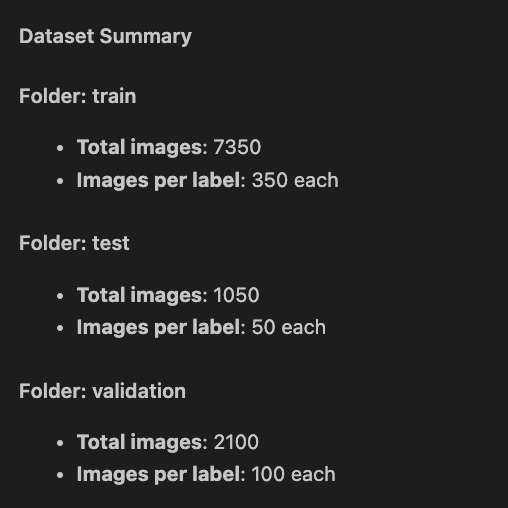 Dataset Summary
Folder: train
• Total images: 7350
• Images per label: 350 each
Folder: test
• Total images: 1050
• Images per label: 50 each
Folder: validation
• Total images: 2100
• Images per label: 100 each